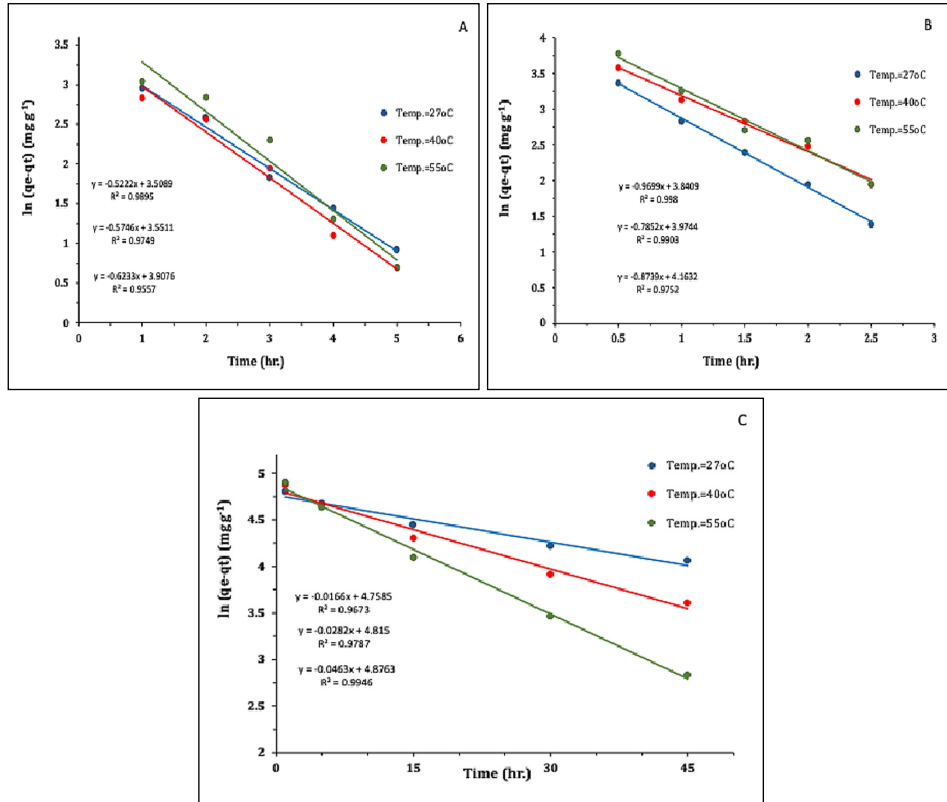 A
ln (qe-qt) (mg g⁻¹)
3.5
3
2.5
2
1.5
1
0.5
0
Temp.=27oC
Temp.=40oC
Temp.=55oC
y = -0.5222x + 3.5089
R² = 0.9895
y = -0.5746x + 3.5511
R² = 0.9749
y = -0.6233x + 3.9076
R² = 0.9557
0 1 2 3 4 5 6
Time (hr.)
B
ln (qe-qt) (mg g⁻¹)
4
3.5
3
2.5
2
1.5
1
0.5
0
Temp.=27oC
Temp.=40oC
Temp.=55oC
y = -0.9699x + 3.8409
R² = 0.998
y = -0.7852x + 3.9744
R² = 0.9903
y = -0.8739x + 4.1632
R² = 0.9752
0 0.5 1 1.5 2 2.5 3
Time (hr.)
C
ln (qe-qt) (mg g⁻¹)
5
4.5
4
3.5
3
2.5
2
Temp.=27oC
Temp.=40oC
Temp.=55oC
y = -0.0166x + 4.7585
R² = 0.9673
y = -0.0282x + 4.815
R² = 0.9787
y = -0.0463x + 4.8763
R² = 0.9946
0 15 30 45
Time (hr.)